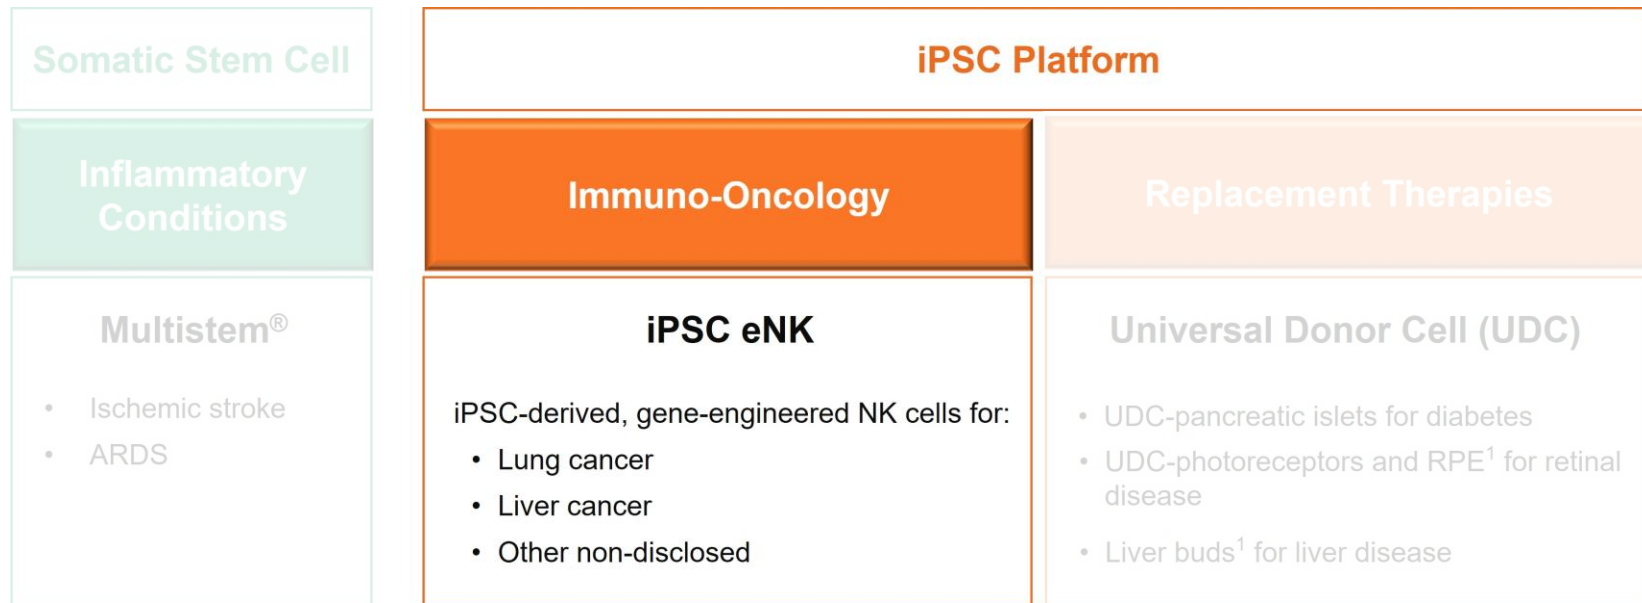 Somatic Stem Cell
iPSC Platform
Inflammatory
Conditions
Immuno-Oncology
Replacement Therapies
Multistem®
• Ischemic stroke
• ARDS
iPSC eNK
iPSC-derived, gene-engineered NK cells for:
• Lung cancer
• Liver cancer
• Other non-disclosed
Universal Donor Cell (UDC)
• UDC-pancreatic islets for diabetes
• UDC-photoreceptors and RPE¹ for retinal
disease
• Liver buds¹ for liver disease